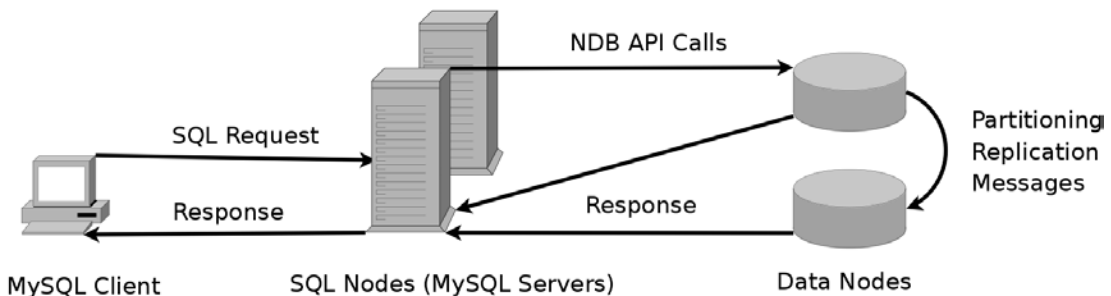 NDB API Calls
SQL Request
Partitioning
Replication
Messages
Response
Response
MySQL Client
SQL Nodes (MySQL Servers)
Data Nodes